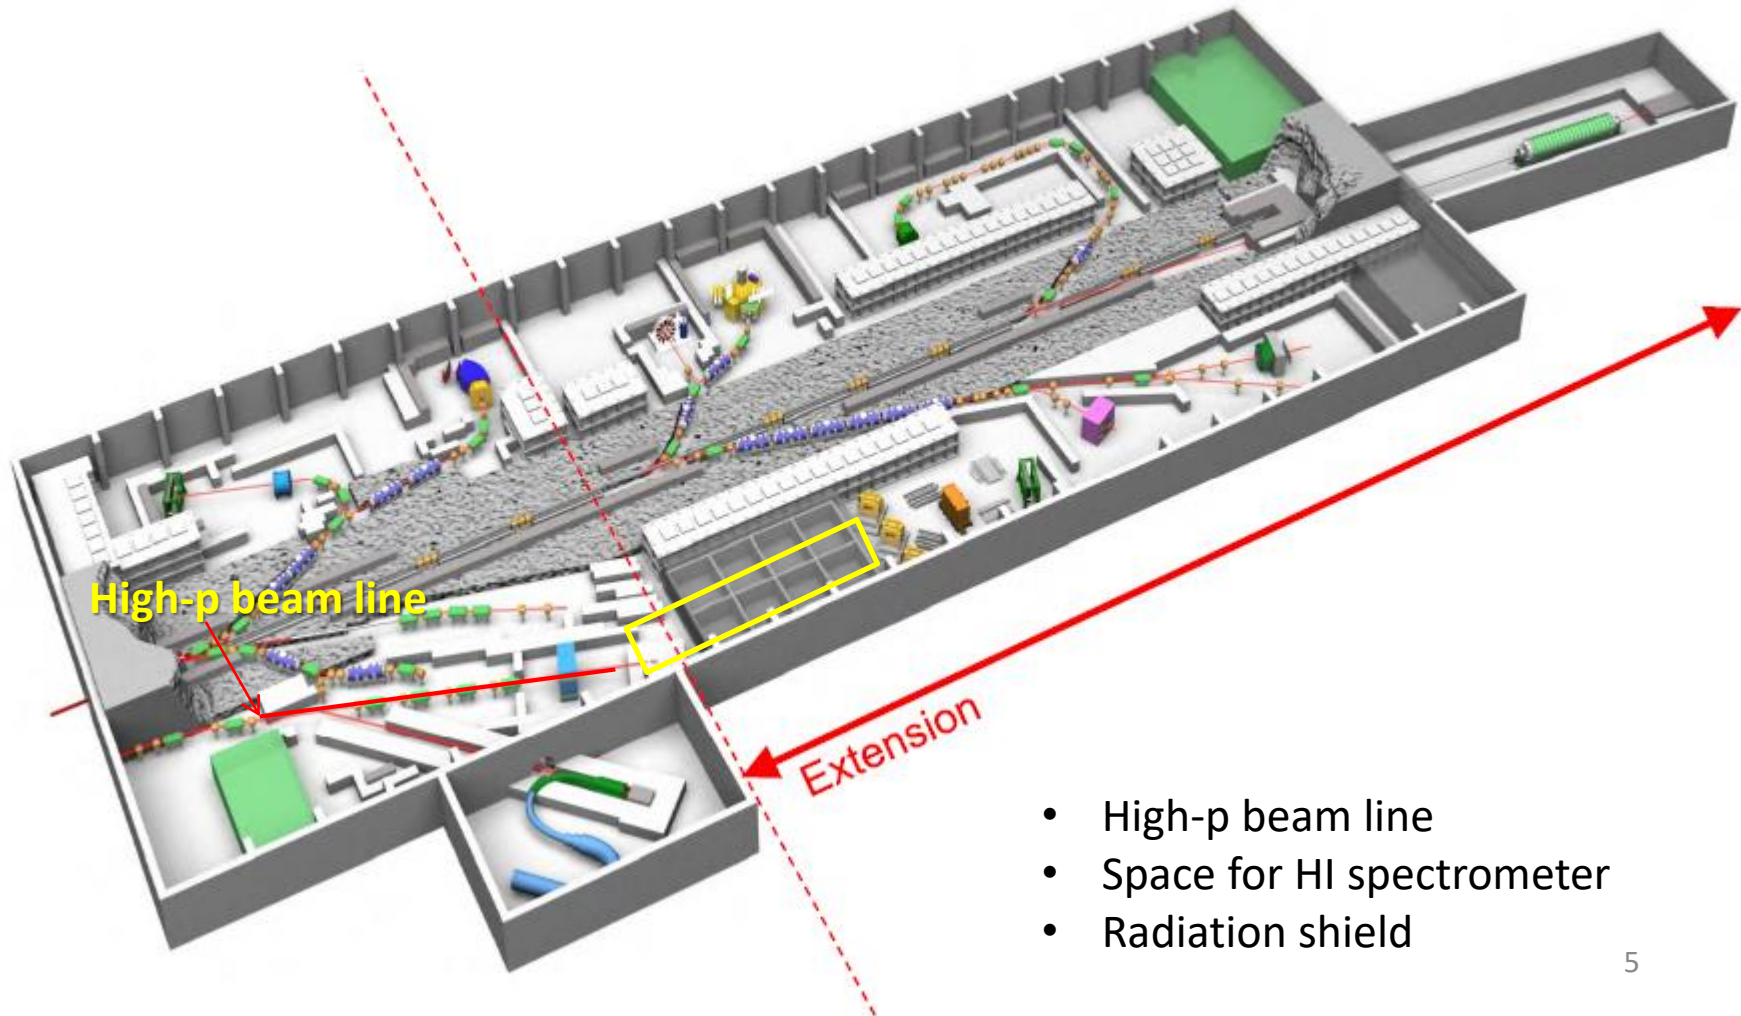 High-p beam line
Extension
• High-p beam line
• Space for HI spectrometer
• Radiation shield
5